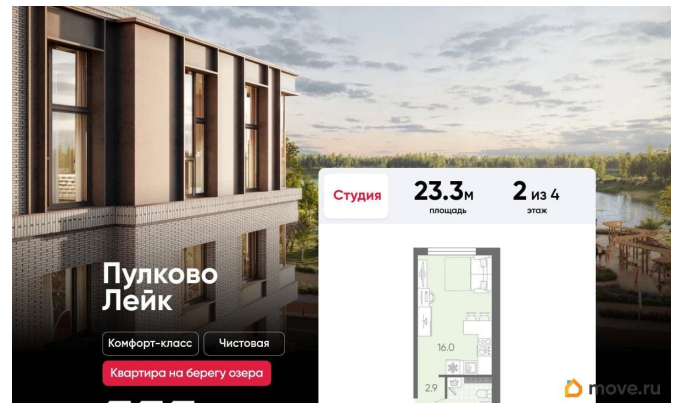 Студия
23.3м
площадь
2 из 4
этаж
Пулково
Лейк
Комфорт-класс
Чистовая
Квартира на берегу озера
16.0
2.9
move.ru